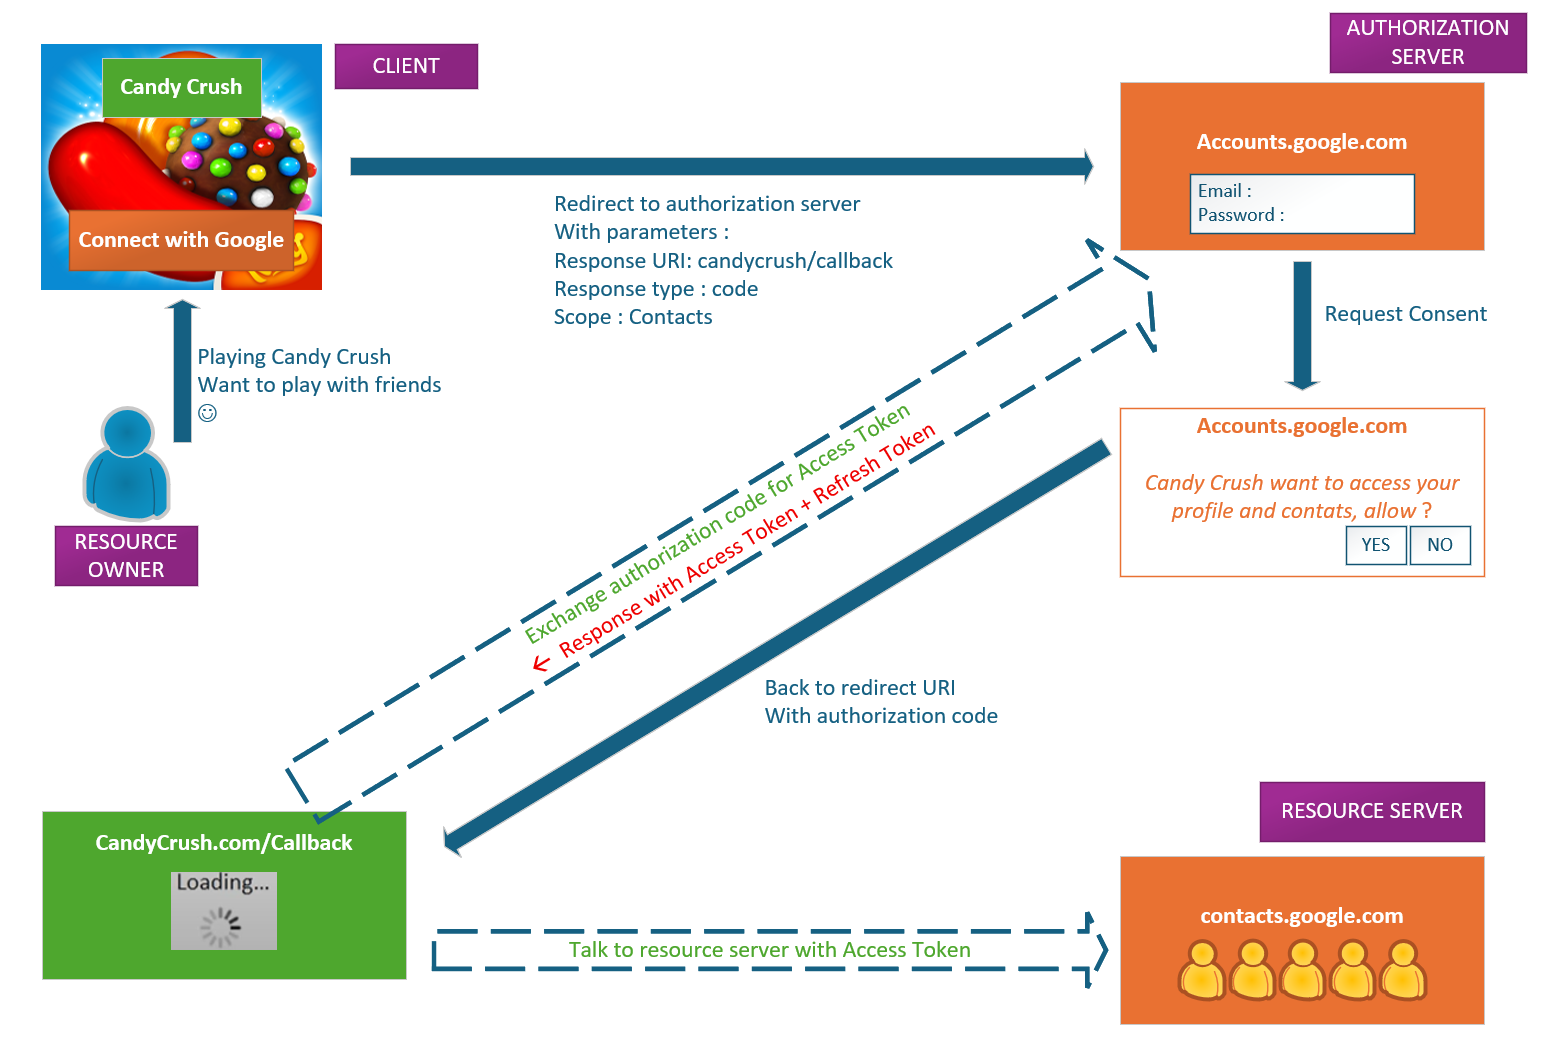 AUTHORIZATION
SERVER
CLIENT
Candy Crush
Connect with Google
Accounts.google.com
Email :
Password :
Redirect to authorization server
With parameters :
Response URI: candycrush/callback
Response type : code
Scope : Contacts
Request Consent
Playing Candy Crush
Want to play with friends
☺
RESOURCE
OWNER
Accounts.google.com
Candy Crush want to access your
profile and contats, allow ?
YES
NO
Exchange authorization code for Access Token
← Response with Access Token + Refresh Token
Back to redirect URI
With authorization code
RESOURCE SERVER
CandyCrush.com/Callback
Loading...
Talk to resource server with Access Token
contacts.google.com